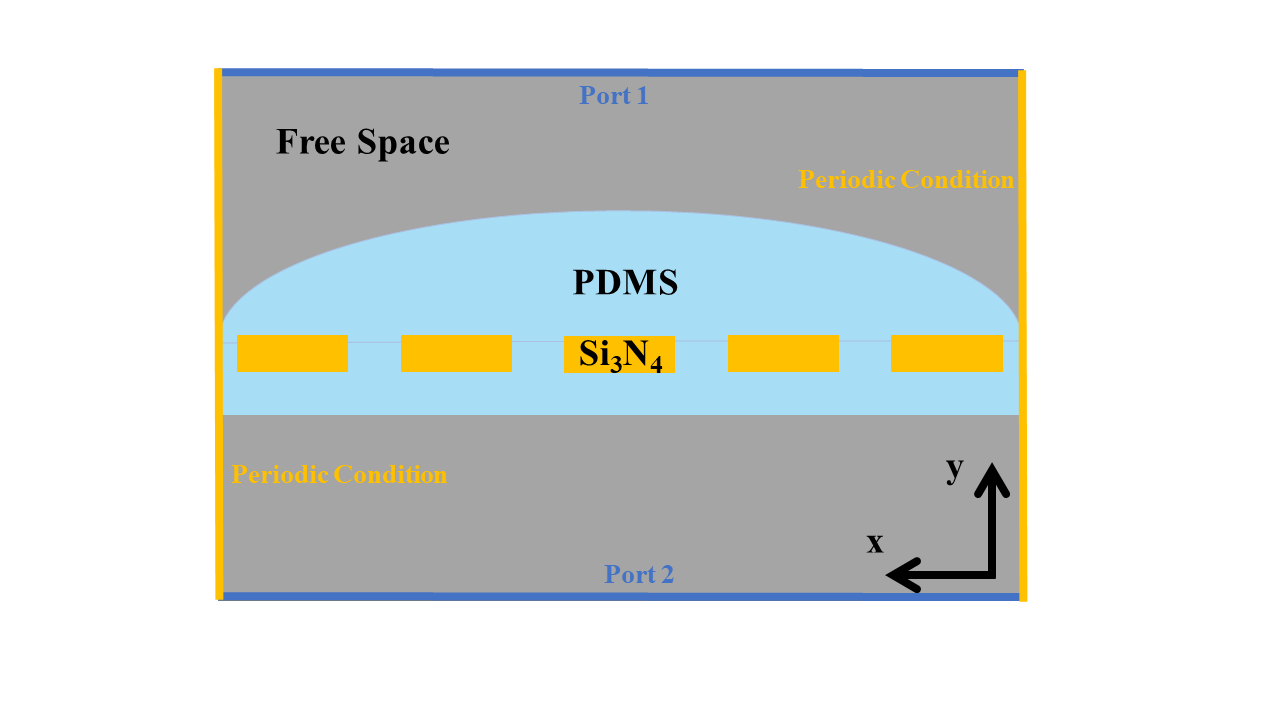 Port 1
Free Space
Periodic Condition
PDMS
Si₃N₄
Periodic Condition
y
x
Port 2